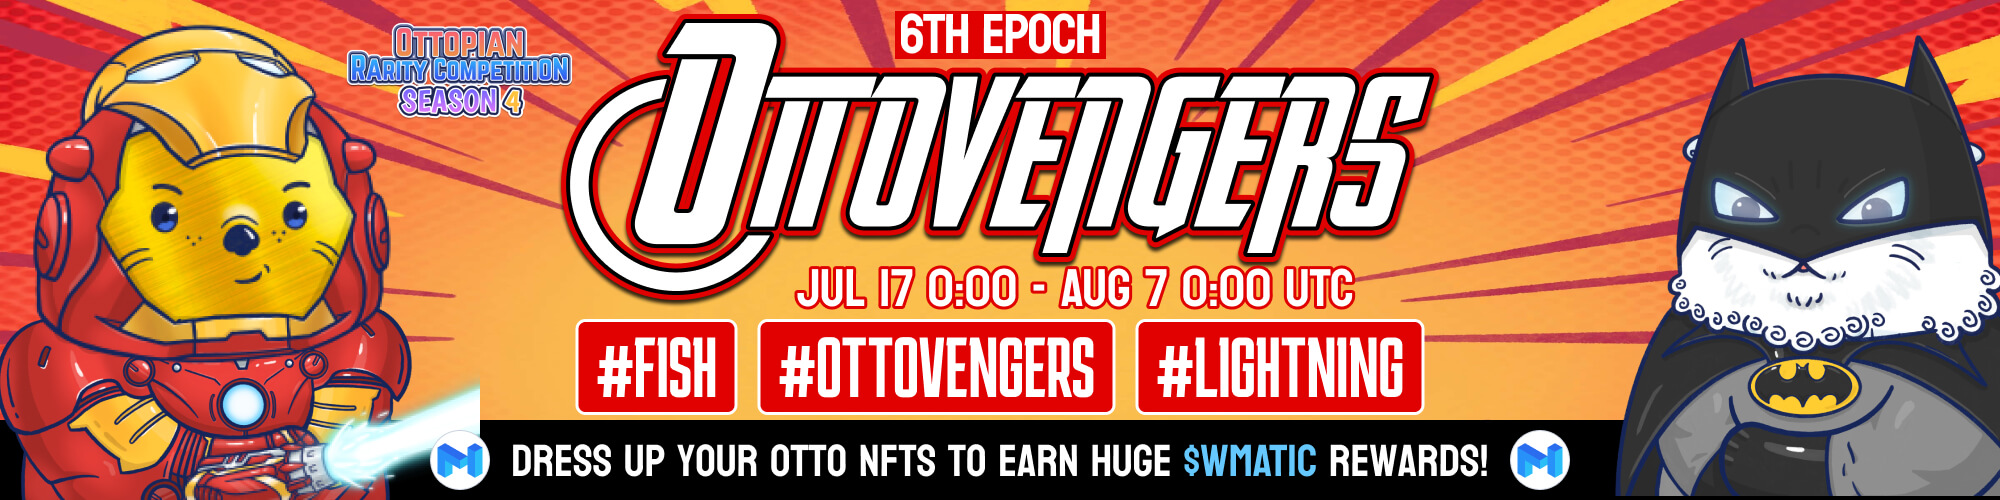 6TH EPOCH
OTTOPIAN
RARITY COMPETITION
SEASON 4
OTTOVENGERS
JUL 17 0:00 - AUG 7 0:00 UTC
#FISH #OTTOVENGERS #LIGHTNING
DRESS UP YOUR OTTO NFTS TO EARN HUGE $WMATIC REWARDS!